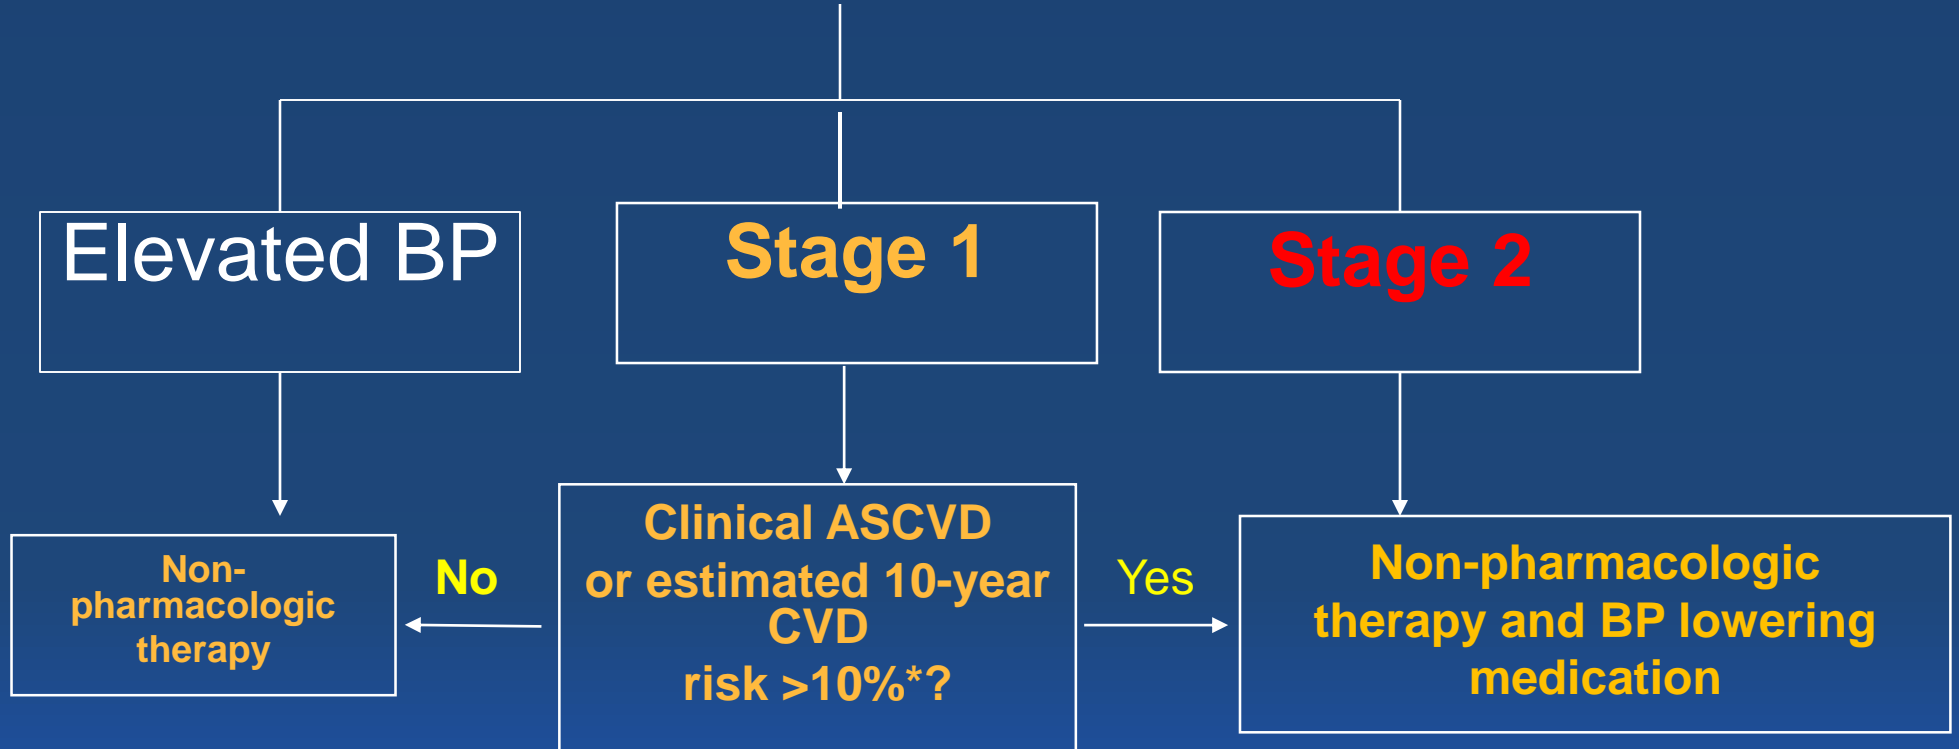 Elevated BP
Stage 1
Stage 2
Non-
pharmacologic
therapy
No
Clinical ASCVD
or estimated 10-year
CVD
risk >10%*?
Yes
Non-pharmacologic
therapy and BP lowering
medication